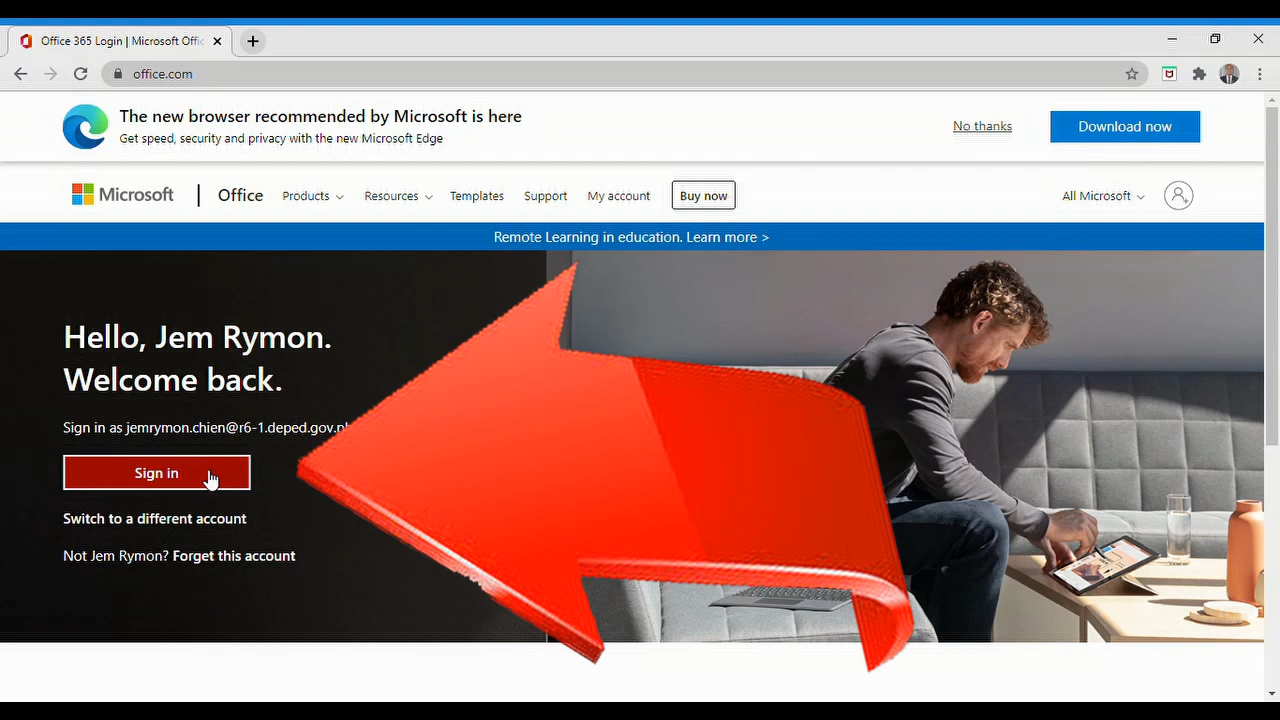 Office 365 Login | Microsoft Offic
office.com
The new browser recommended by Microsoft is here
Get speed, security and privacy with the new Microsoft Edge
No thanks
Download now
Microsoft
Office
Products
Resources
Templates
Support
My account
Buy now
All Microsoft
Remote Learning in education. Learn more >
Hello, Jem Rymon.
Welcome back.
Sign in as jemrymon.chien@r6-1.deped.gov.ph
Sign in
Switch to a different account
Not Jem Rymon? Forget this account